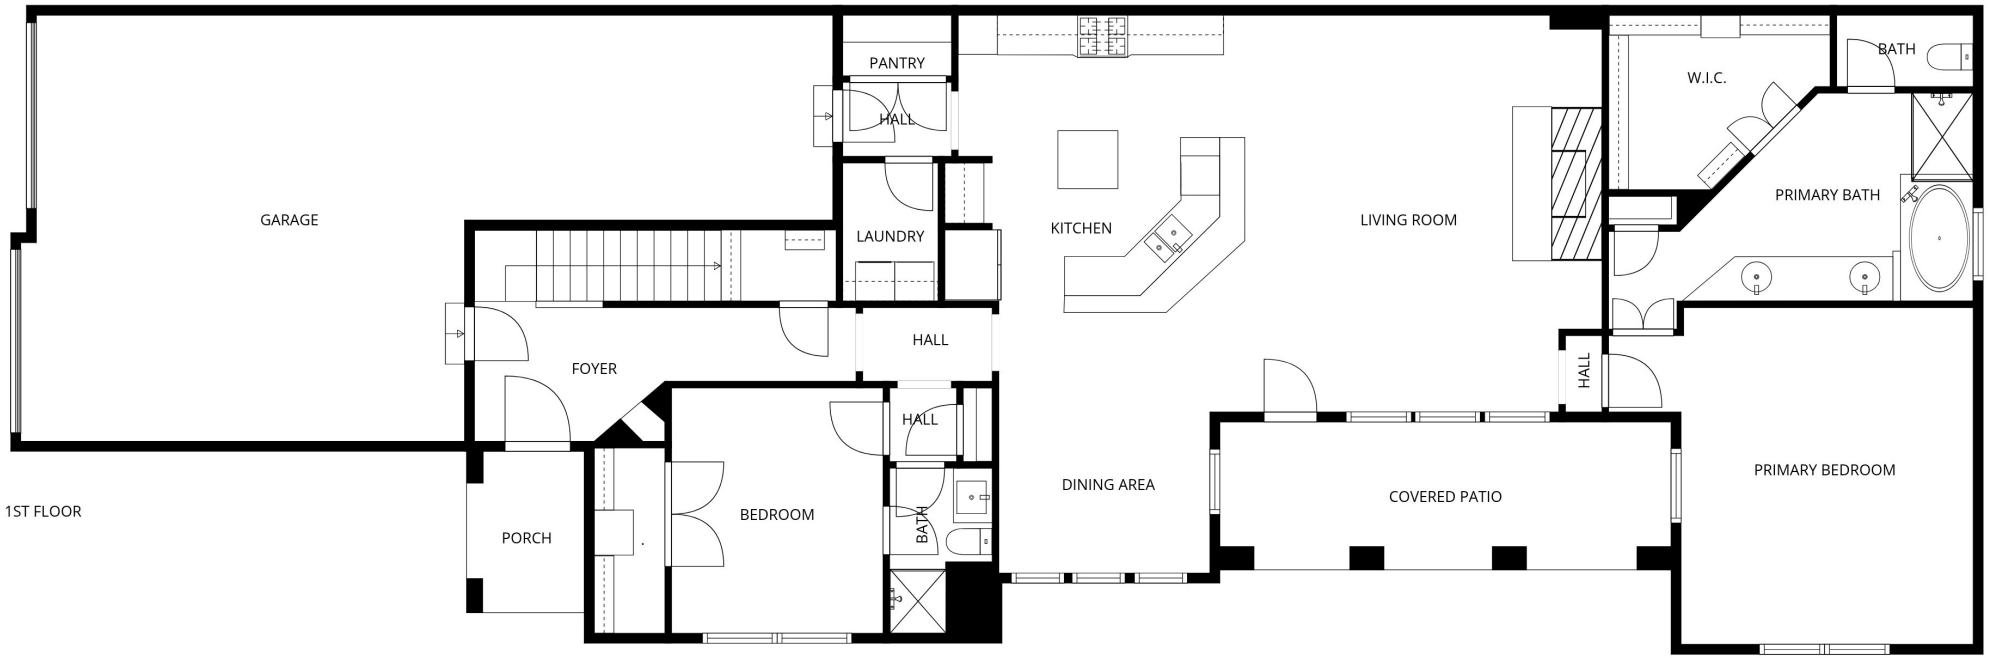 PANTRY
BATH
W.I.C.
HALL
PRIMARY BATH
GARAGE
LIVING ROOM
KITCHEN
LAUNDRY
HALL
FOYER
HALL
HALL
PRIMARY BEDROOM
DINING AREA
COVERED PATIO
1ST FLOOR
BEDROOM
BATH
PORCH